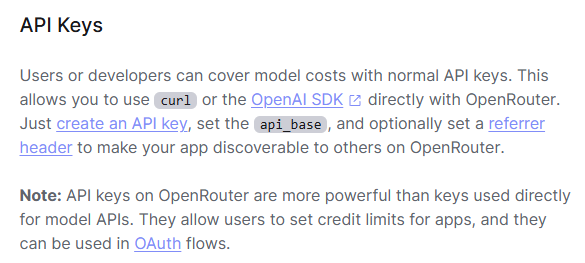 API Keys
Users or developers can cover model costs with normal API keys. This
allows you to use curl or the OpenAI SDK directly with OpenRouter.
Just create an API key, set the api_base, and optionally set a referrer
header to make your app discoverable to others on OpenRouter.
Note: API keys on OpenRouter are more powerful than keys used directly
for model APIs. They allow users to set credit limits for apps, and they
can be used in OAuth flows.